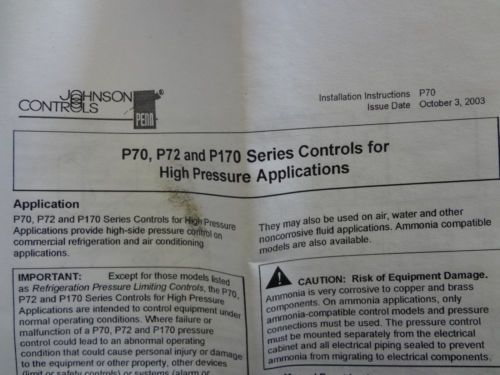 JOHNSON
CONTROLS
PENN
®
Installation Instructions P70
Issue Date October 3, 2003
P70, P72 and P170 Series Controls for
High Pressure Applications
Application
P70, P72 and P170 Series Controls for High Pressure
Applications provide high-side pressure control on
commercial refrigeration and air conditioning
applications.
They may also be used on air, water and other
noncorrosive fluid applications. Ammonia compatible
models are also available.
IMPORTANT: Except for those models listed
as Refrigeration Pressure Limiting Controls, the P70,
P72 and P170 Series Controls for High Pressure
Applications are intended to control equipment under
normal operating conditions. Where failure or
malfunction of a P70, P72 and P170 pressure
control could lead to an abnormal operating
condition that could cause personal injury or damage
to the equipment or other property, other devices
(limit or safety controls) or systems (alarm or
CAUTION: Risk of Equipment Damage.
Ammonia is very corrosive to copper and brass
components. On ammonia applications, only
ammonia-compatible control models and pressure
connections must be used. The pressure control
must be mounted separately from the electrical
cabinet and all electrical piping sealed to prevent
ammonia from migrating to electrical components.